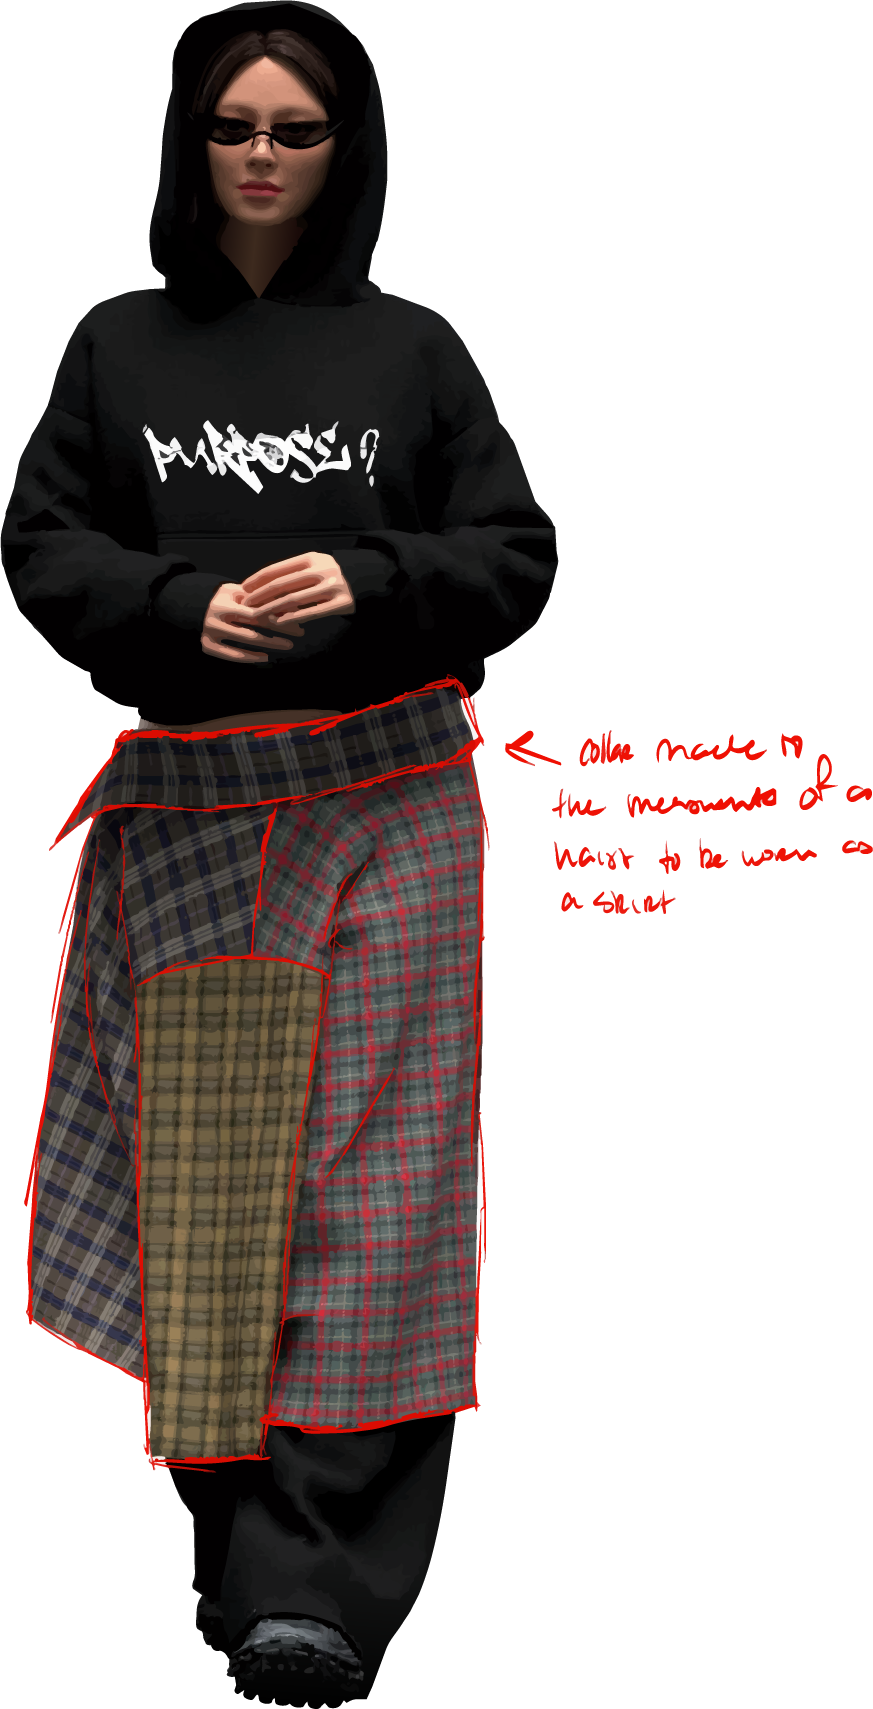 PURPOSE?
collar made to
the measurements of a
waist to be worn as
a skirt